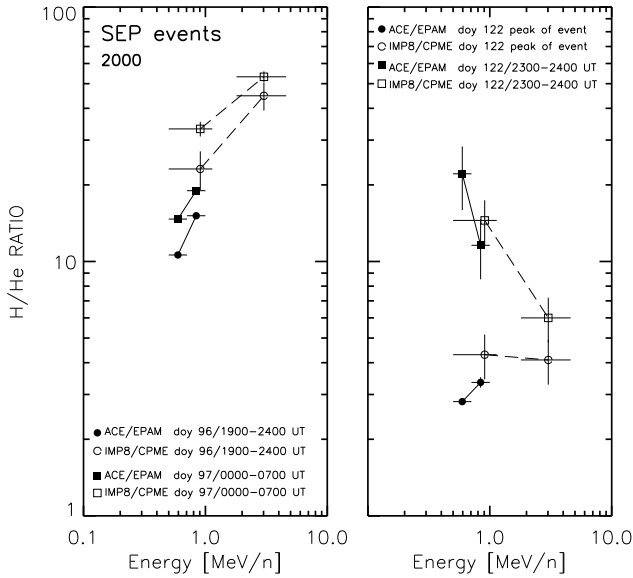 SEP events
2000
100
10
1
H/He RATIO
ACE/EPAM doy 96/1900-2400 UT
IMP8/CPME doy 96/1900-2400 UT
ACE/EPAM doy 97/0000-0700 UT
IMP8/CPME doy 97/0000-0700 UT
0.1 1.0 10.0
Energy [MeV/n]
ACE/EPAM doy 122 peak of event
IMP8/CPME doy 122 peak of event
ACE/EPAM doy 122/2300-2400 UT
IMP8/CPME doy 122/2300-2400 UT
1.0 10.0
Energy [MeV/n]